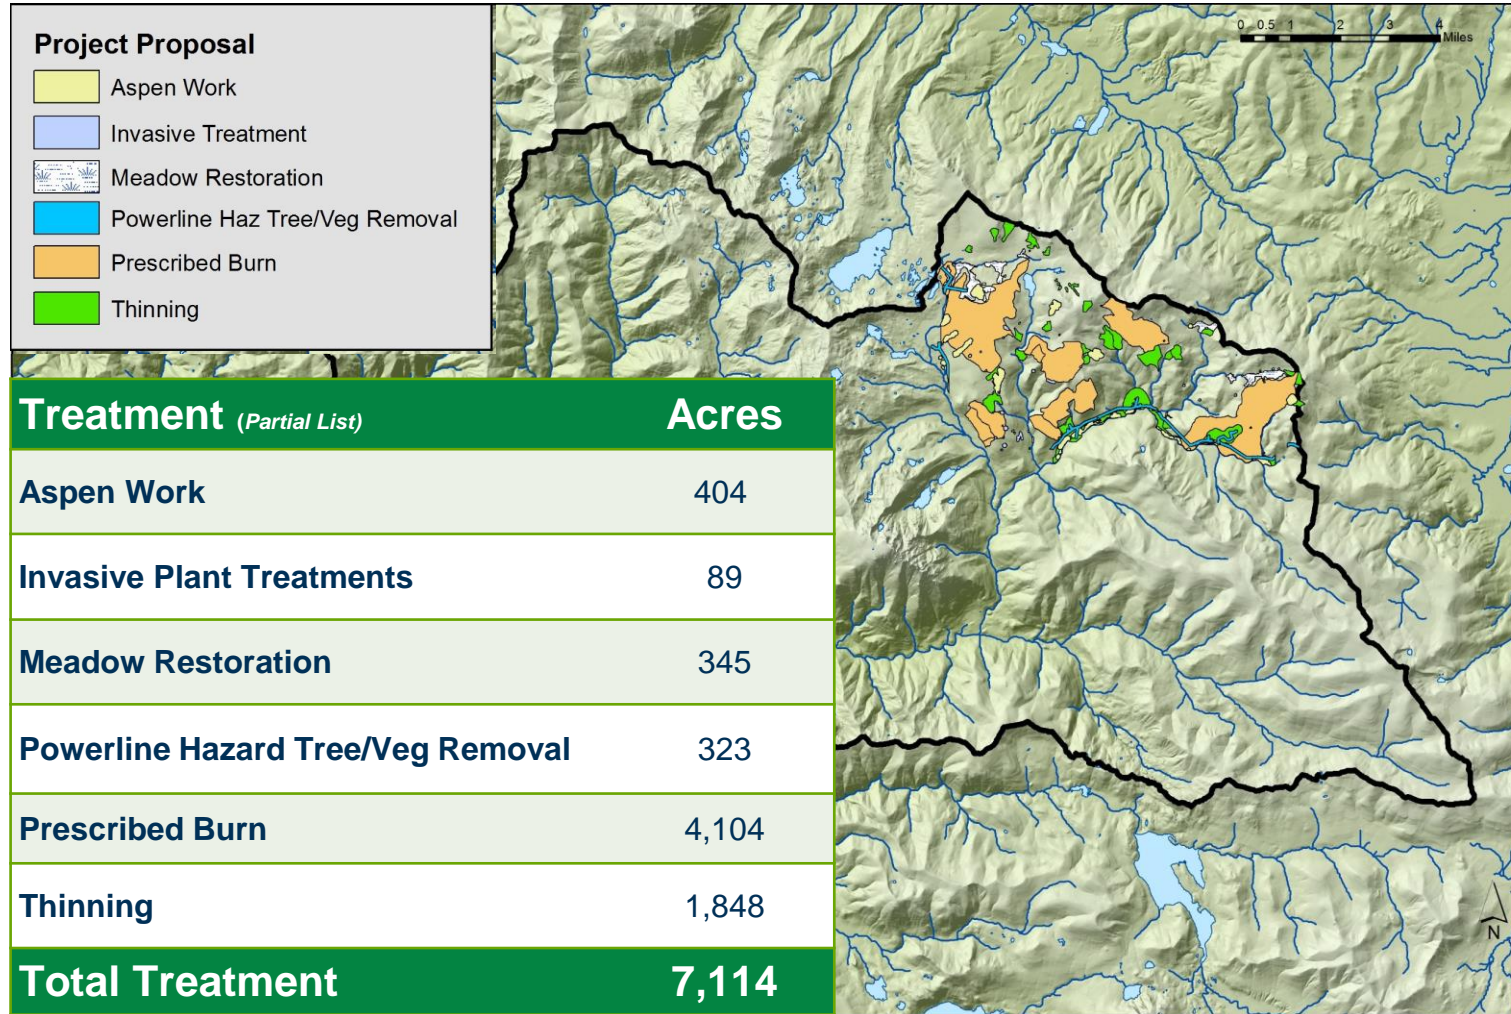 Project Proposal
Aspen Work
Invasive Treatment
Meadow Restoration
Powerline Haz Tree/Veg Removal
Prescribed Burn
Thinning
0 0.5 1 2 3 4
Miles
Treatment (Partial List) Acres
Aspen Work 404
Invasive Plant Treatments 89
Meadow Restoration 345
Powerline Hazard Tree/Veg Removal 323
Prescribed Burn 4,104
Thinning 1,848
Total Treatment 7,114
N